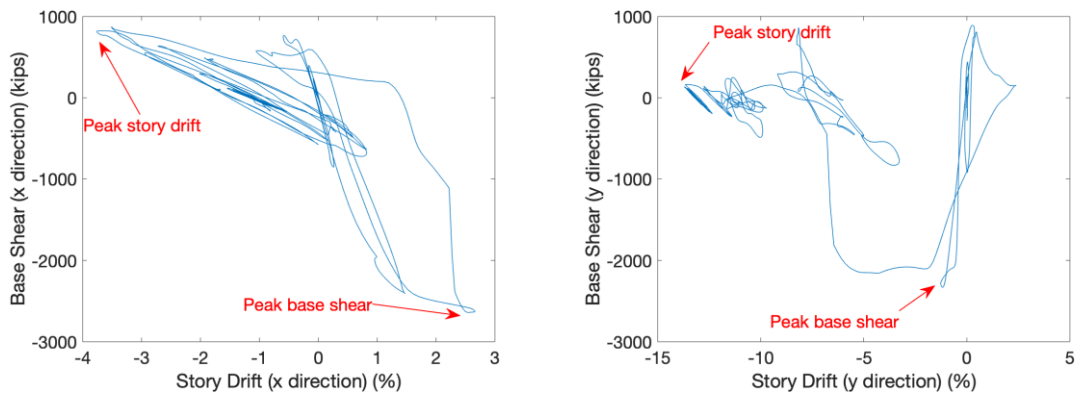 1000
0
-1000
-2000
-3000
Base Shear (x direction) (kips)
Peak story drift
Peak base shear
-4 -3 -2 -1 0 1 2 3
Story Drift (x direction) (%)
1000
0
-1000
-2000
-3000
Base Shear (y direction) (kips)
Peak story drift
Peak base shear
-15 -10 -5 0 5
Story Drift (y direction) (%)